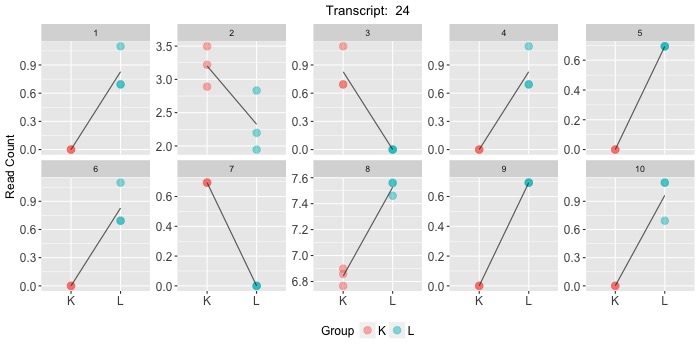 Transcript: 24
1 2 3 4 5
0.9 3.5 0.9 0.9 0.6
0.6 3.0 0.6 0.6 0.4
0.3 2.5 0.3 0.3 0.2
0.0 2.0 0.0 0.0 0.0
Read Count
6 7 8 9 10
0.9 0.6 7.6 0.6 0.9
0.6 0.4 7.2 0.4 0.6
0.3 0.2 7.0 0.2 0.3
0.0 0.0 6.8 0.0 0.0
K L K L K L K L K L
Group K L